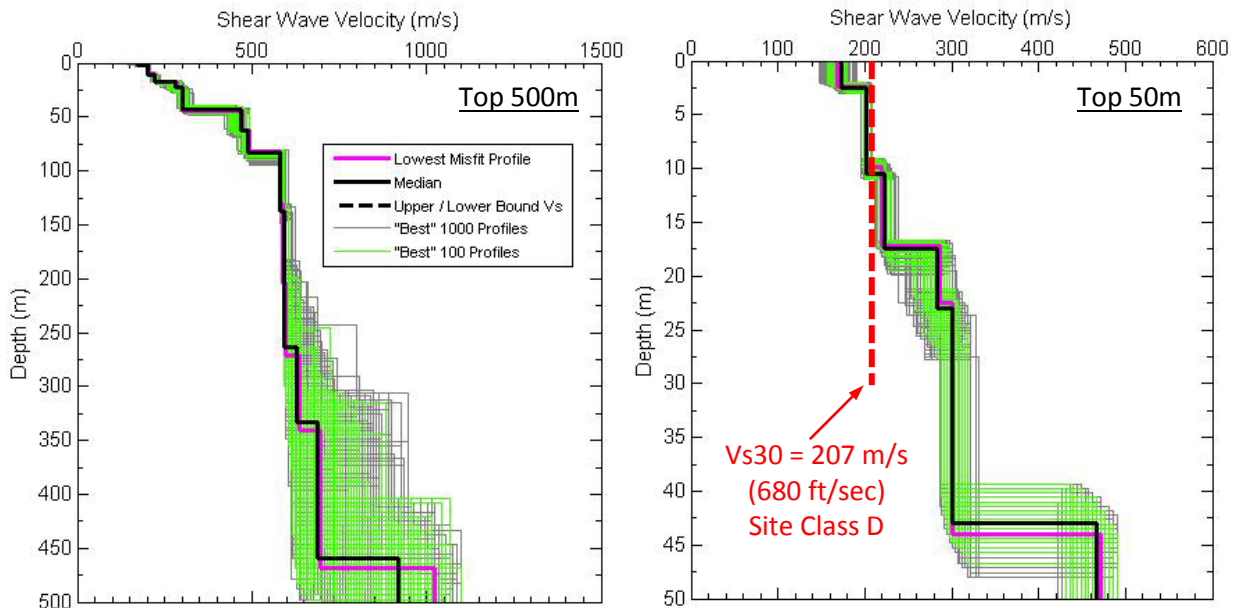 Shear Wave Velocity (m/s)
0 500 1000 1500
0
50
100
150
200
250
300
350
400
450
500
Depth (m)
Top 500m
Lowest Misfit Profile
Median
Upper / Lower Bound Vs
"Best" 1000 Profiles
"Best" 100 Profiles
Shear Wave Velocity (m/s)
0 100 200 300 400 500 600
0
5
10
15
20
25
30
35
40
45
50
Depth (m)
Top 50m
Vs30 = 207 m/s
(680 ft/sec)
Site Class D